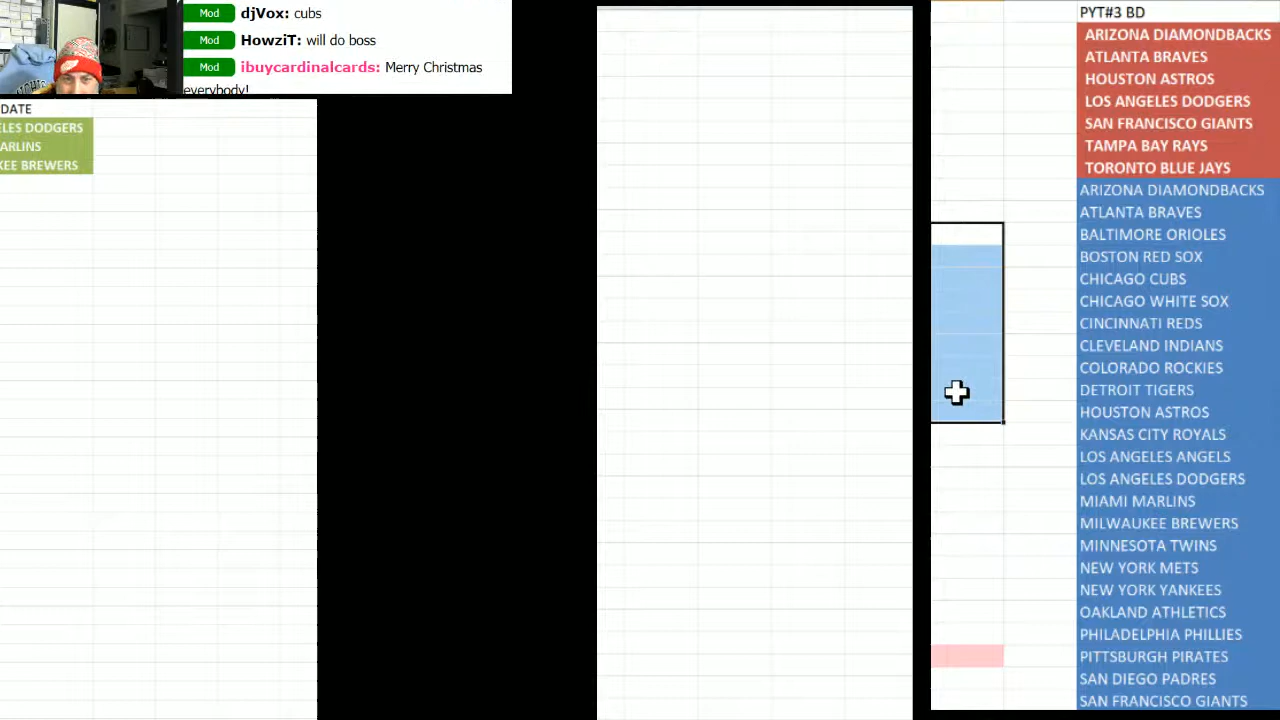 Mod djVox: cubs
Mod HowziT: will do boss
Mod ibuycardinalcards: Merry Christmas
everybody!
DATE
ELES DODGERS
ARLINS
KEE BREWERS
PYT#3 BD
ARIZONA DIAMONDBACKS
ATLANTA BRAVES
HOUSTON ASTROS
LOS ANGELES DODGERS
SAN FRANCISCO GIANTS
TAMPA BAY RAYS
TORONTO BLUE JAYS
ARIZONA DIAMONDBACKS
ATLANTA BRAVES
BALTIMORE ORIOLES
BOSTON RED SOX
CHICAGO CUBS
CHICAGO WHITE SOX
CINCINNATI REDS
CLEVELAND INDIANS
COLORADO ROCKIES
DETROIT TIGERS
HOUSTON ASTROS
KANSAS CITY ROYALS
LOS ANGELES ANGELS
LOS ANGELES DODGERS
MIAMI MARLINS
MILWAUKEE BREWERS
MINNESOTA TWINS
NEW YORK METS
NEW YORK YANKEES
OAKLAND ATHLETICS
PHILADELPHIA PHILLIES
PITTSBURGH PIRATES
SAN DIEGO PADRES
SAN FRANCISCO GIANTS